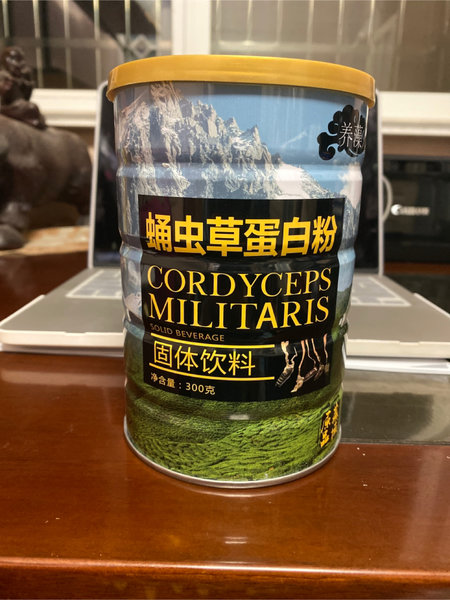 养
蛹虫草蛋白粉
CORDYCEPS
MILITARIS
SOLID BEVERAGE
固体饮料
净含量：300克